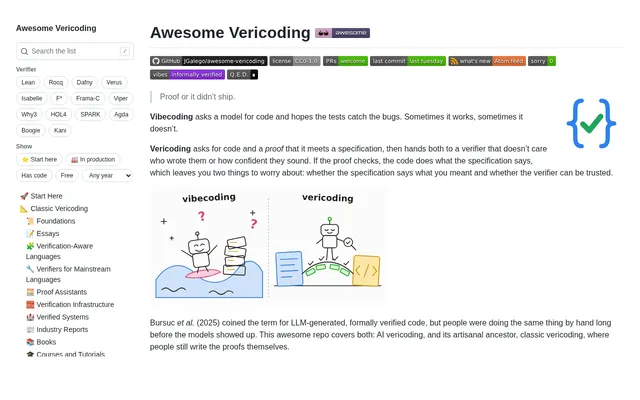 Awesome Vericoding
Search the list /
Verifier
Lean Rocq Dafny Verus
Isabelle F* Frama-C Viper
Why3 HOL4 SPARK Agda
Boogie Kani
Show
Start here In production
Has code Free Any year
Start Here
Classic Vericoding
Foundations
Essays
Verification-Aware
Languages
Verifiers for Mainstream
Languages
Proof Assistants
Verification Infrastructure
Verified Systems
Industry Reports
Books
Courses and Tutorials
Awesome Vericoding awesome
GitHub JGalego/awesome-vericoding license CC0-1.0 PRs welcome last commit last tuesday what's new Atom feed sorry 0
vibes informally verified Q.E.D.
Proof or it didn't ship.
Vibecoding asks a model for code and hopes the tests catch the bugs. Sometimes it works, sometimes it
doesn't.
Vericoding asks for code and a proof that it meets a specification, then hands both to a verifier that doesn't care
who wrote them or how confident they sound. If the proof checks, the code does what the specification says,
which leaves you two things to worry about: whether the specification says what you meant and whether the verifier can be trusted.
vibecoding vericoding
? ?
</>
Bursuc et al. (2025) coined the term for LLM-generated, formally verified code, but people were doing the same thing by hand long
before the models showed up. This awesome repo covers both: AI vericoding, and its artisanal ancestor, classic vericoding, where
people still write the proofs themselves.